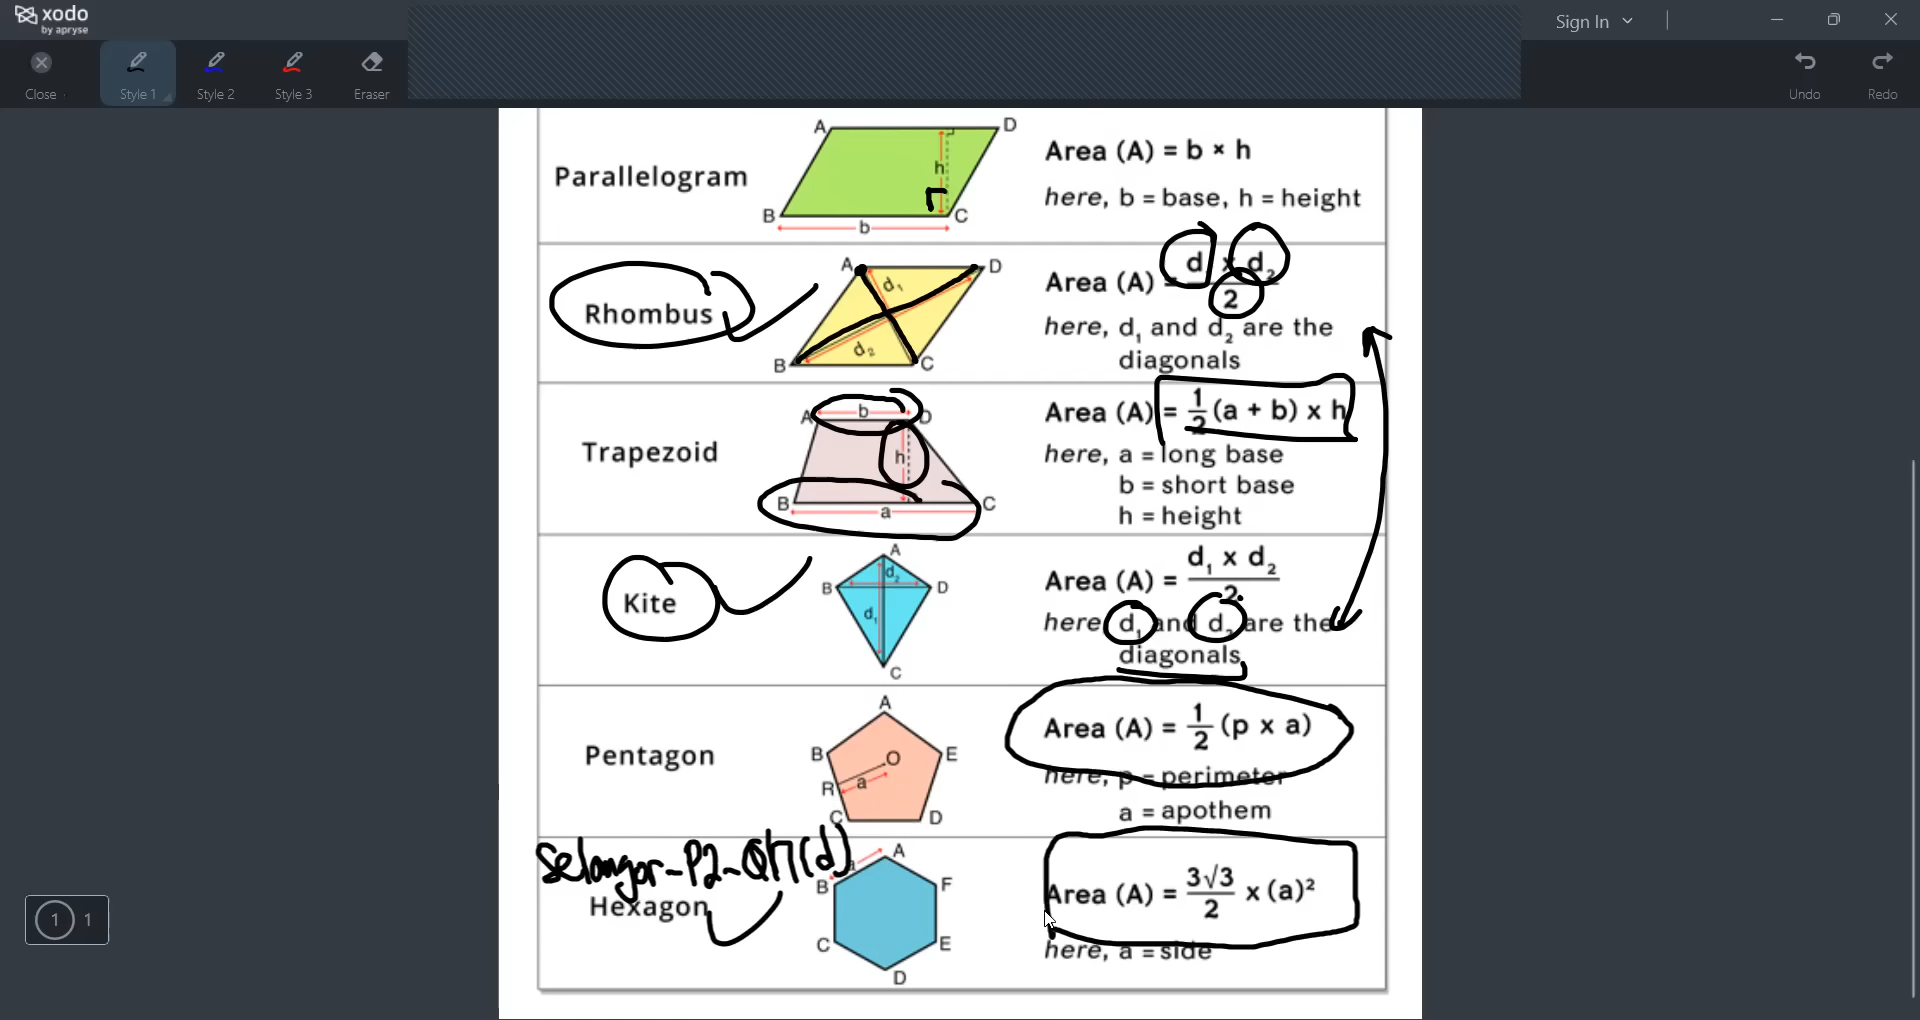 xodo
by apryse
Sign In
Close
Style 1
Style 2
Style 3
Eraser
Undo
Redo
Parallelogram
A D
h
B C
b
Area (A) = b × h
here, b = base, h = height
Rhombus
A D
d₁
d₂
B C
Area (A) = d x d₂
2
here, d₁ and d₂ are the
diagonals
Trapezoid
A b D
h
B C
a
Area (A) = 1/2 (a + b) x h
here, a = long base
b = short base
h = height
Kite
A
d₂
B D
d₁
C
Area (A) = d₁ x d₂
2
here d₁ and d₂ are the
diagonals
Pentagon
A
B E
O
R a
C D
Area (A) = 1/2 (p x a)
here, p = perimeter
a = apothem
Selangor-P2-Q17(d)
Hexagon
A
B F
C E
D
Area (A) = 3√3/2 x (a)²
here, a = side
1 1